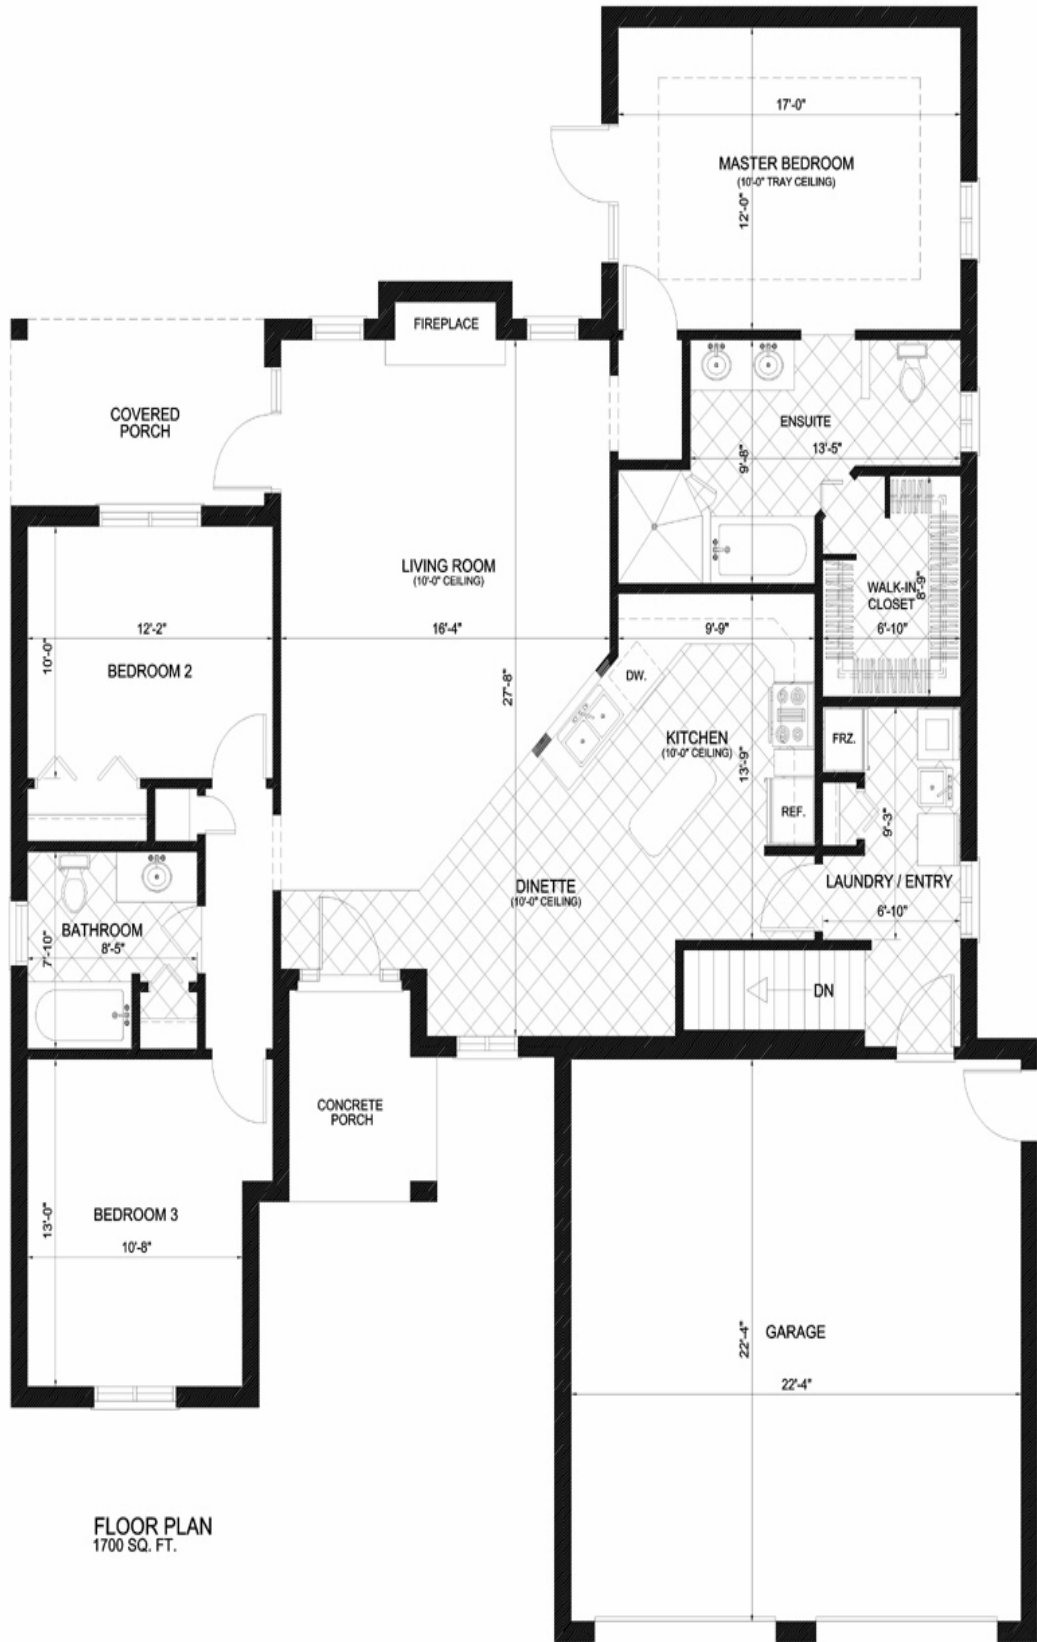 17'-0"
MASTER BEDROOM
(10'-0" TRAY CEILING)
12'-0"
FIREPLACE
COVERED
PORCH
ENSUITE
13'-5"
9'-8"
LIVING ROOM
(10'-0" CEILING)
16'-4"
27'-8"
WALK-IN
CLOSET
8'-9"
6'-10"
12'-2"
10'-0"
BEDROOM 2
9'-9"
DW.
KITCHEN
(10'-0" CEILING)
13'-9"
REF.
FRZ.
9'-3"
LAUNDRY / ENTRY
6'-10"
DINETTE
(10'-0" CEILING)
BATHROOM
8'-5"
7'-10"
DN
CONCRETE
PORCH
BEDROOM 3
10'-8"
13'-0"
GARAGE
22'-4"
22'-4"
FLOOR PLAN
1700 SQ. FT.